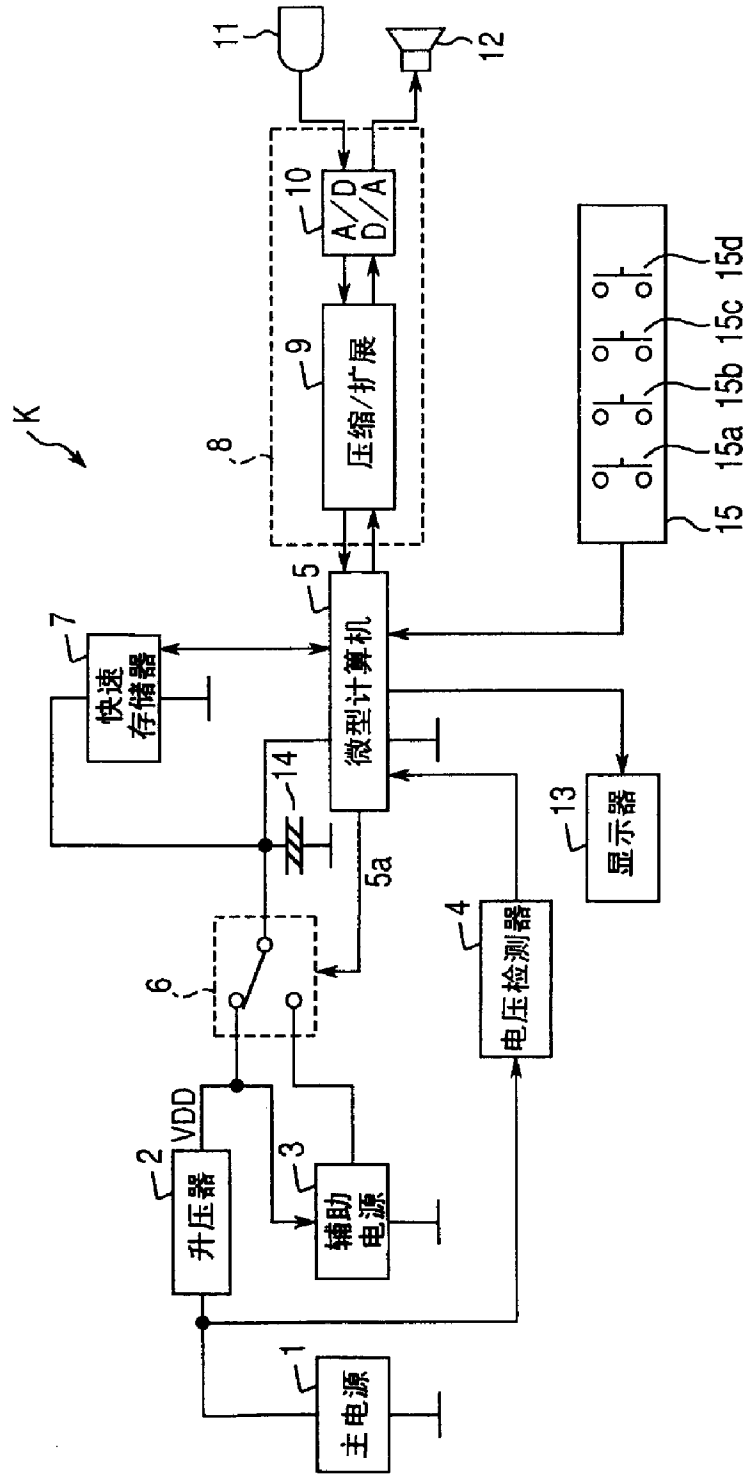 K
1
主电源
2
升压器
VDD
3
辅助
电源
4
电压检测器
5
微型计算机
5a
6
7
快速
存储器
8
9
压缩/扩展
10
A/D
D/A
11
12
13
显示器
14
15
15a
15b
15c
15d